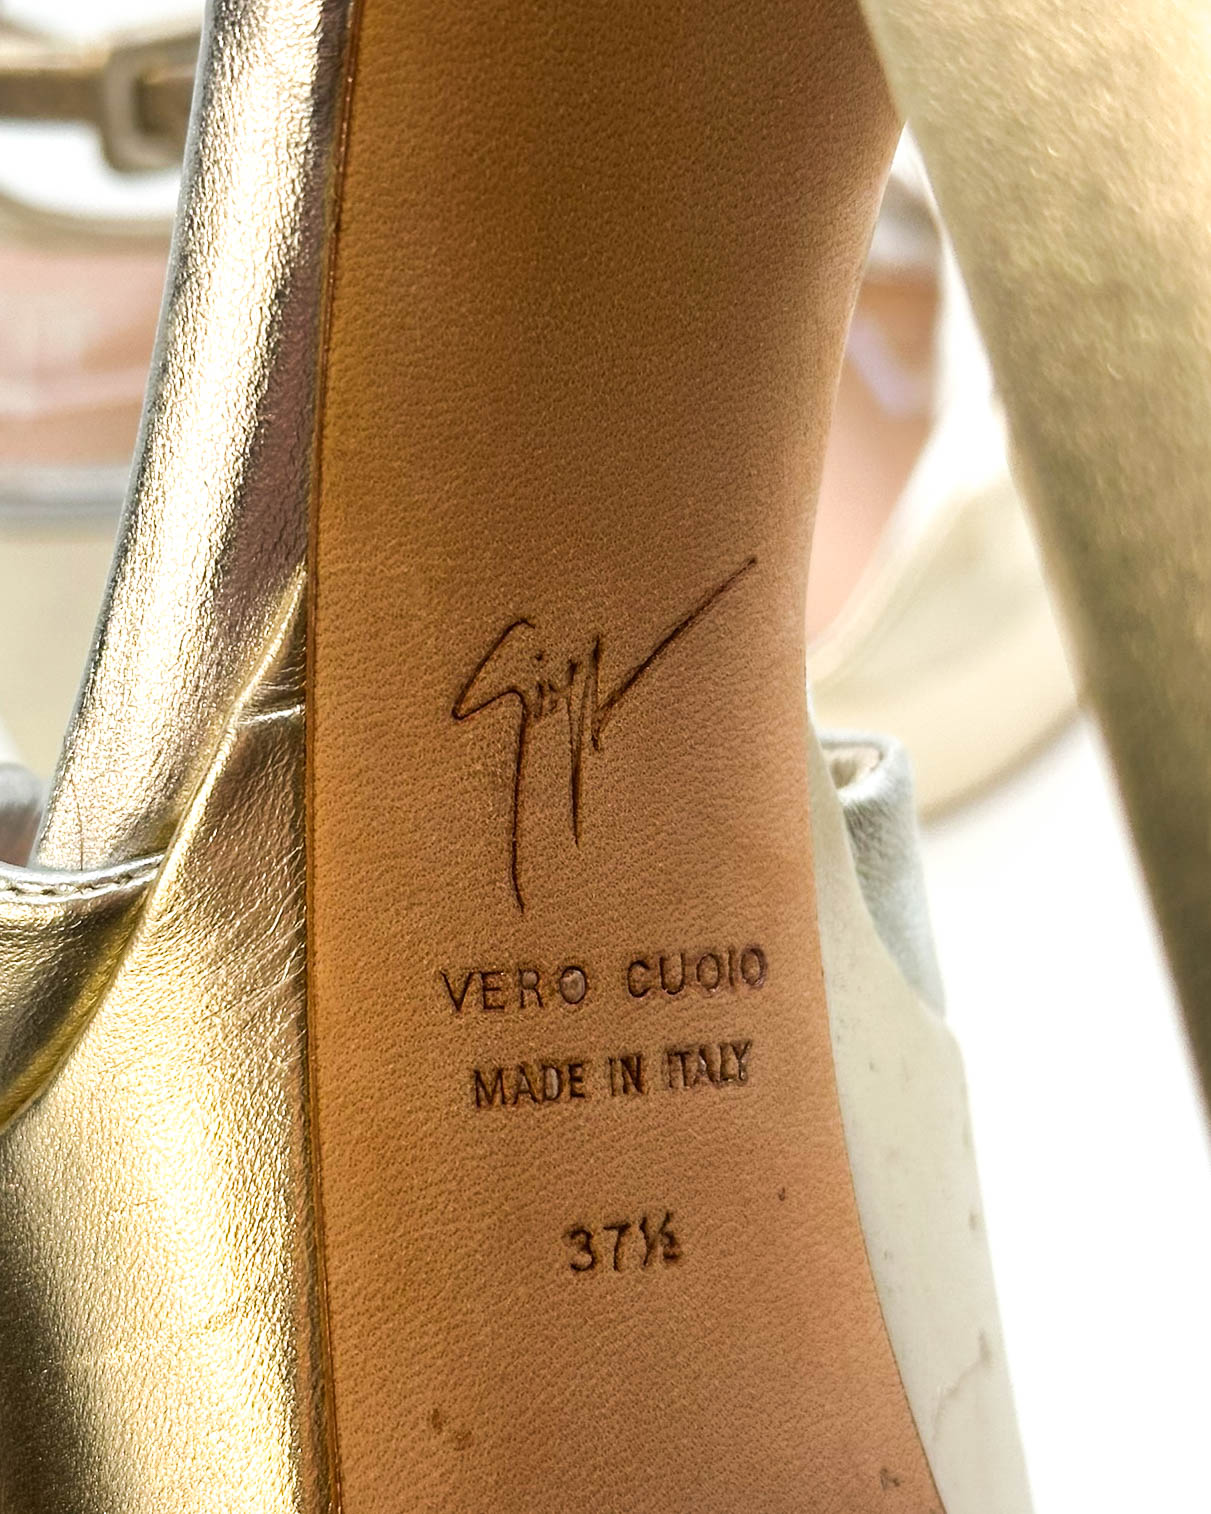 VERO CUOIO
MADE IN ITALY
37½